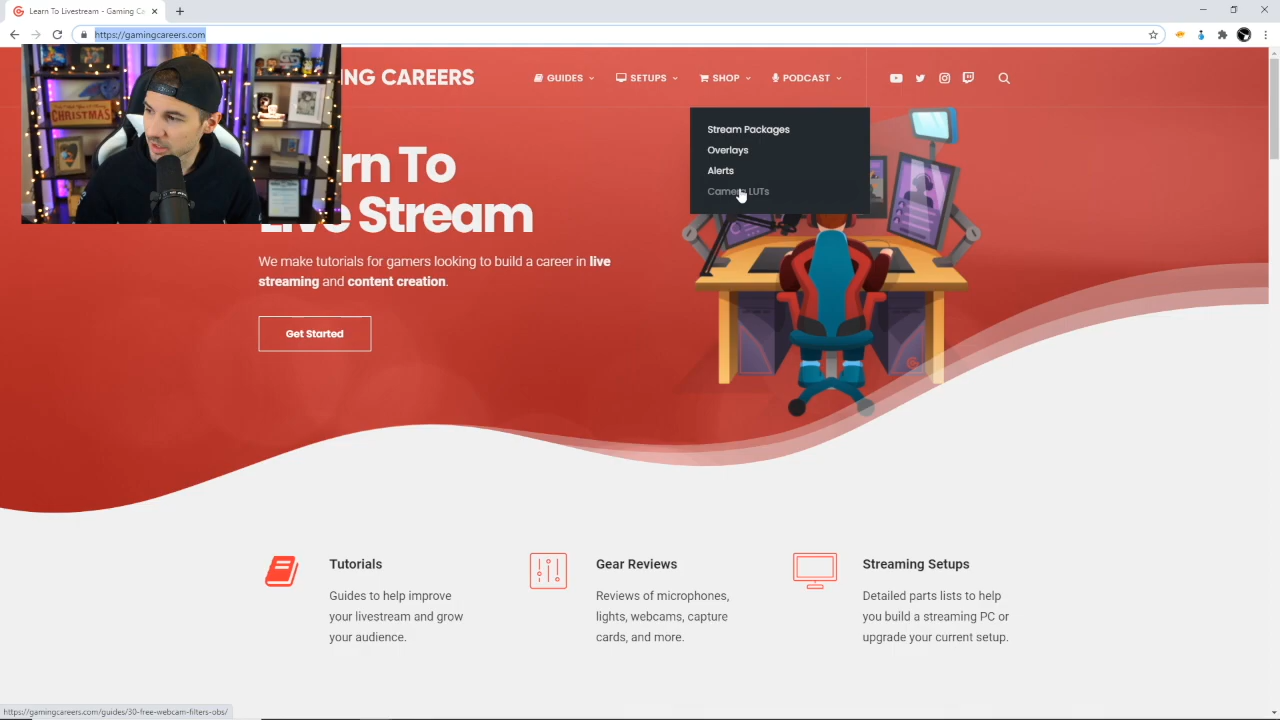 Learn To Livestream - Gaming Ca
https://gamingcareers.com
NG CAREERS
GUIDES
SETUPS
SHOP
PODCAST
Stream Packages
Overlays
Alerts
Camera LUTs
CHRISTMAS
rn To
Live Stream
We make tutorials for gamers looking to build a career in live
streaming and content creation.
Get Started
Tutorials
Guides to help improve
your livestream and grow
your audience.
Gear Reviews
Reviews of microphones,
lights, webcams, capture
cards, and more.
Streaming Setups
Detailed parts lists to help
you build a streaming PC or
upgrade your current setup.
https://gamingcareers.com/guides/30-free-webcam-filters-obs/